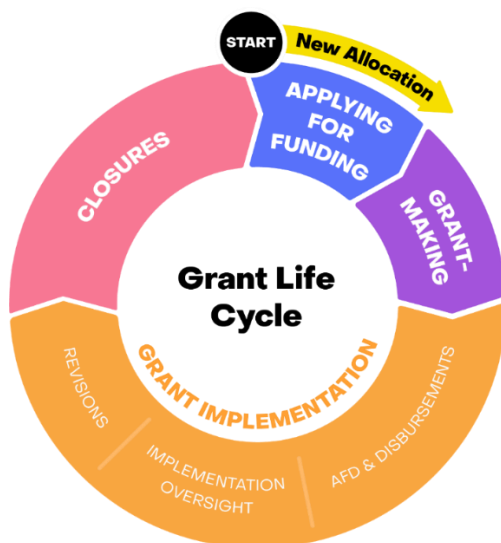 START
New Allocation
APPLYING
FOR
FUNDING
GRANT-
MAKING
CLOSURES
Grant Life
Cycle
GRANT IMPLEMENTATION
AFD & DISBURSEMENTS
IMPLEMENTATION
OVERSIGHT
REVISIONS